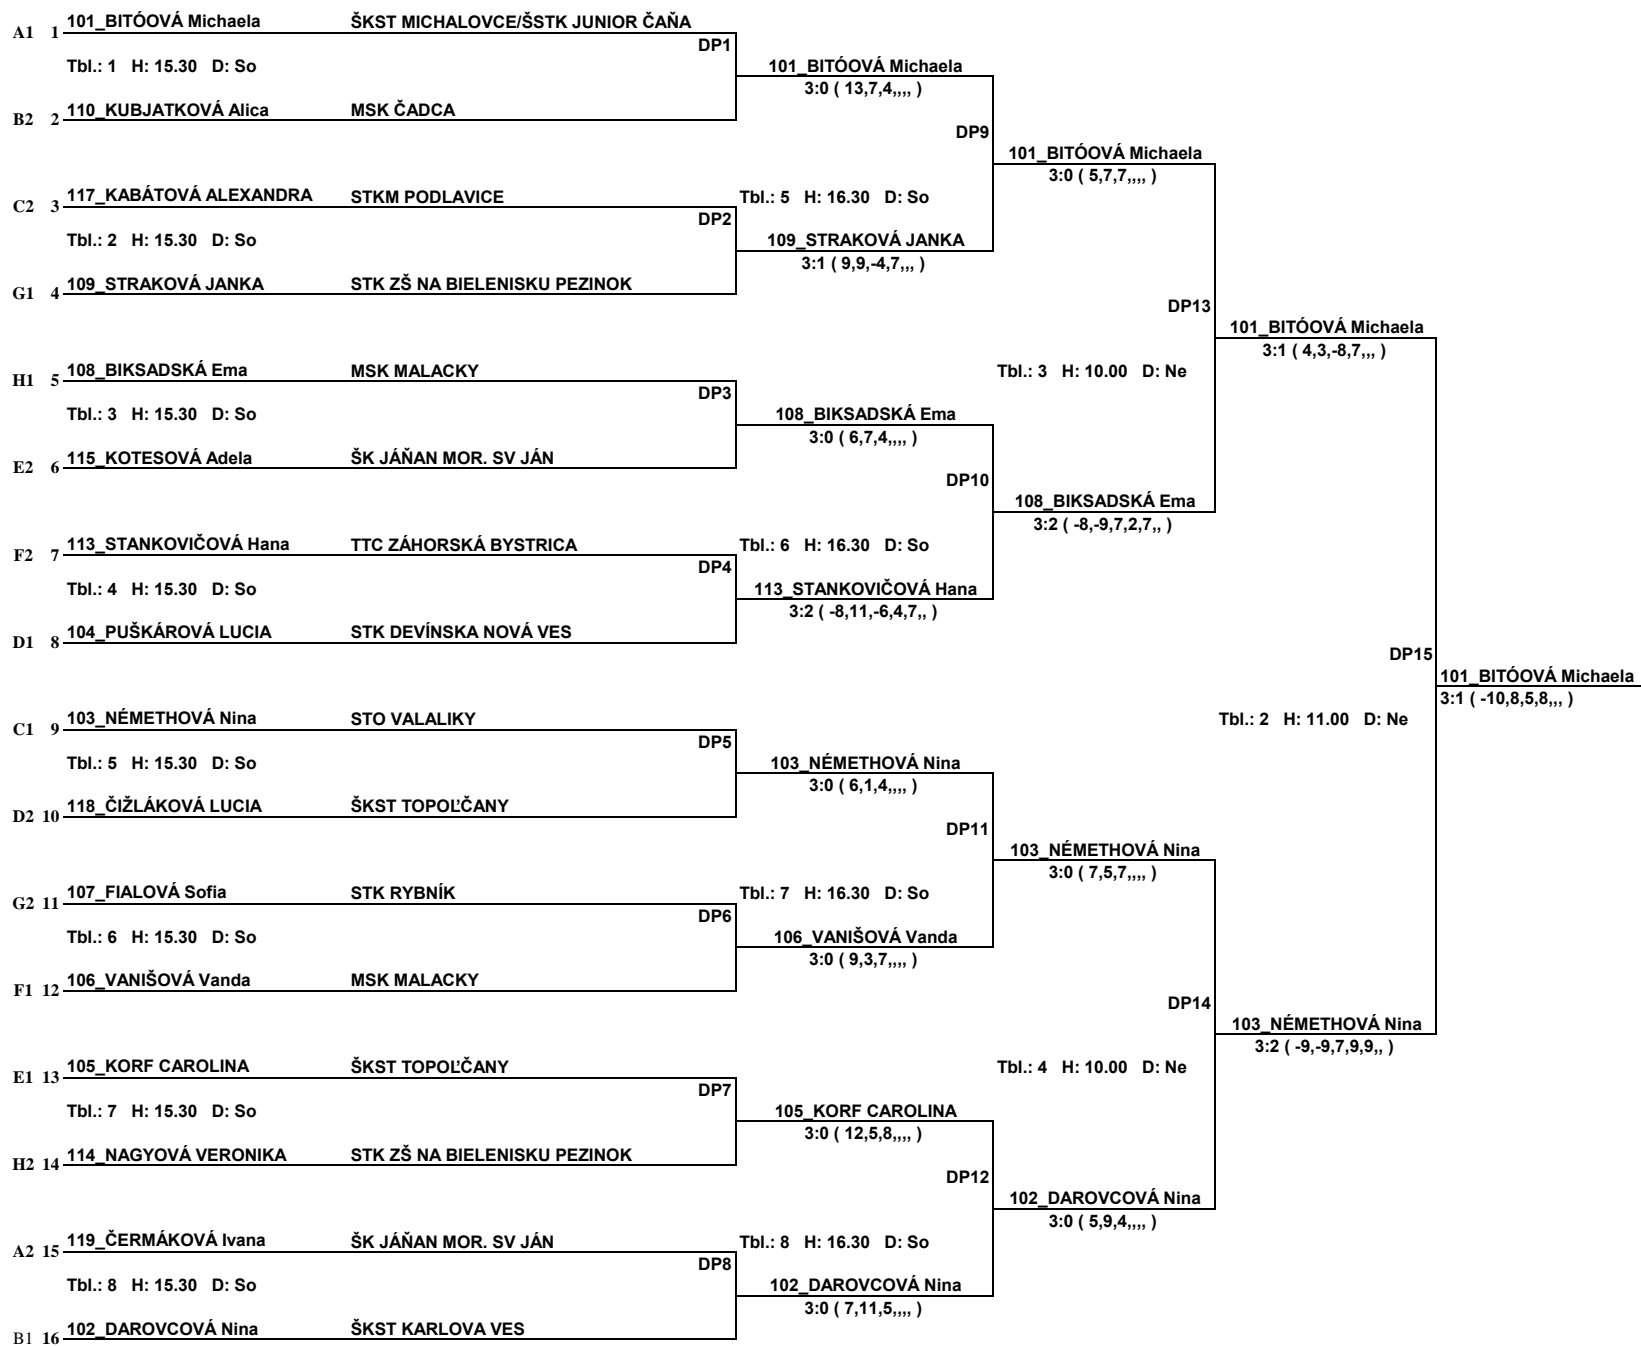 101_BITÓOVÁ Michaela ŠKST MICHALOVCE/ŠSTK JUNIOR ČAŇA
A1 1
DP1
Tbl.: 1 H: 15.30 D: So
101_BITÓOVÁ Michaela
3:0 ( 13,7,4,,,, )
110_KUBJATKOVÁ Alica MSK ČADCA
B2 2
DP9
101_BITÓOVÁ Michaela
3:0 ( 5,7,7,,,, )
117_KABÁTOVÁ ALEXANDRA STKM PODLAVICE
Tbl.: 5 H: 16.30 D: So
C2 3
DP2
Tbl.: 2 H: 15.30 D: So
109_STRAKOVÁ JANKA
3:1 ( 9,9,-4,7,,, )
109_STRAKOVÁ JANKA STK ZŠ NA BIELENISKU PEZINOK
G1 4
DP13
101_BITÓOVÁ Michaela
3:1 ( 4,3,-8,7,,, )
108_BIKSADSKÁ Ema MSK MALACKY
Tbl.: 3 H: 10.00 D: Ne
H1 5
DP3
Tbl.: 3 H: 15.30 D: So
108_BIKSADSKÁ Ema
3:0 ( 6,7,4,,,, )
115_KOTESOVÁ Adela ŠK JÁŇAN MOR. SV JÁN
E2 6
DP10
108_BIKSADSKÁ Ema
3:2 ( -8,-9,7,2,7,, )
113_STANKOVIČOVÁ Hana TTC ZÁHORSKÁ BYSTRICA
Tbl.: 6 H: 16.30 D: So
F2 7
DP4
Tbl.: 4 H: 15.30 D: So
113_STANKOVIČOVÁ Hana
3:2 ( -8,11,-6,4,7,, )
104_PUŠKÁROVÁ LUCIA STK DEVÍNSKA NOVÁ VES
D1 8
DP15
101_BITÓOVÁ Michaela
3:1 ( -10,8,5,8,,, )
103_NÉMETHOVÁ Nina STO VALALIKY
Tbl.: 2 H: 11.00 D: Ne
C1 9
DP5
Tbl.: 5 H: 15.30 D: So
103_NÉMETHOVÁ Nina
3:0 ( 6,1,4,,,, )
118_ČIŽLÁKOVÁ LUCIA ŠKST TOPOĽČANY
D2 10
DP11
103_NÉMETHOVÁ Nina
3:0 ( 7,5,7,,,, )
107_FIALOVÁ Sofia STK RYBNÍK
Tbl.: 7 H: 16.30 D: So
G2 11
DP6
Tbl.: 6 H: 15.30 D: So
106_VANIŠOVÁ Vanda
3:0 ( 9,3,7,,,, )
106_VANIŠOVÁ Vanda MSK MALACKY
F1 12
DP14
103_NÉMETHOVÁ Nina
3:2 ( -9,-9,7,9,9,, )
105_KORF CAROLINA ŠKST TOPOĽČANY
Tbl.: 4 H: 10.00 D: Ne
E1 13
DP7
Tbl.: 7 H: 15.30 D: So
105_KORF CAROLINA
3:0 ( 12,5,8,,,, )
114_NAGYOVÁ VERONIKA STK ZŠ NA BIELENISKU PEZINOK
H2 14
DP12
102_DAROVCOVÁ Nina
3:0 ( 5,9,4,,,, )
119_ČERMÁKOVÁ Ivana ŠK JÁŇAN MOR. SV JÁN
Tbl.: 8 H: 16.30 D: So
A2 15
DP8
Tbl.: 8 H: 15.30 D: So
102_DAROVCOVÁ Nina
3:0 ( 7,11,5,,,, )
102_DAROVCOVÁ Nina ŠKST KARLOVA VES
B1 16